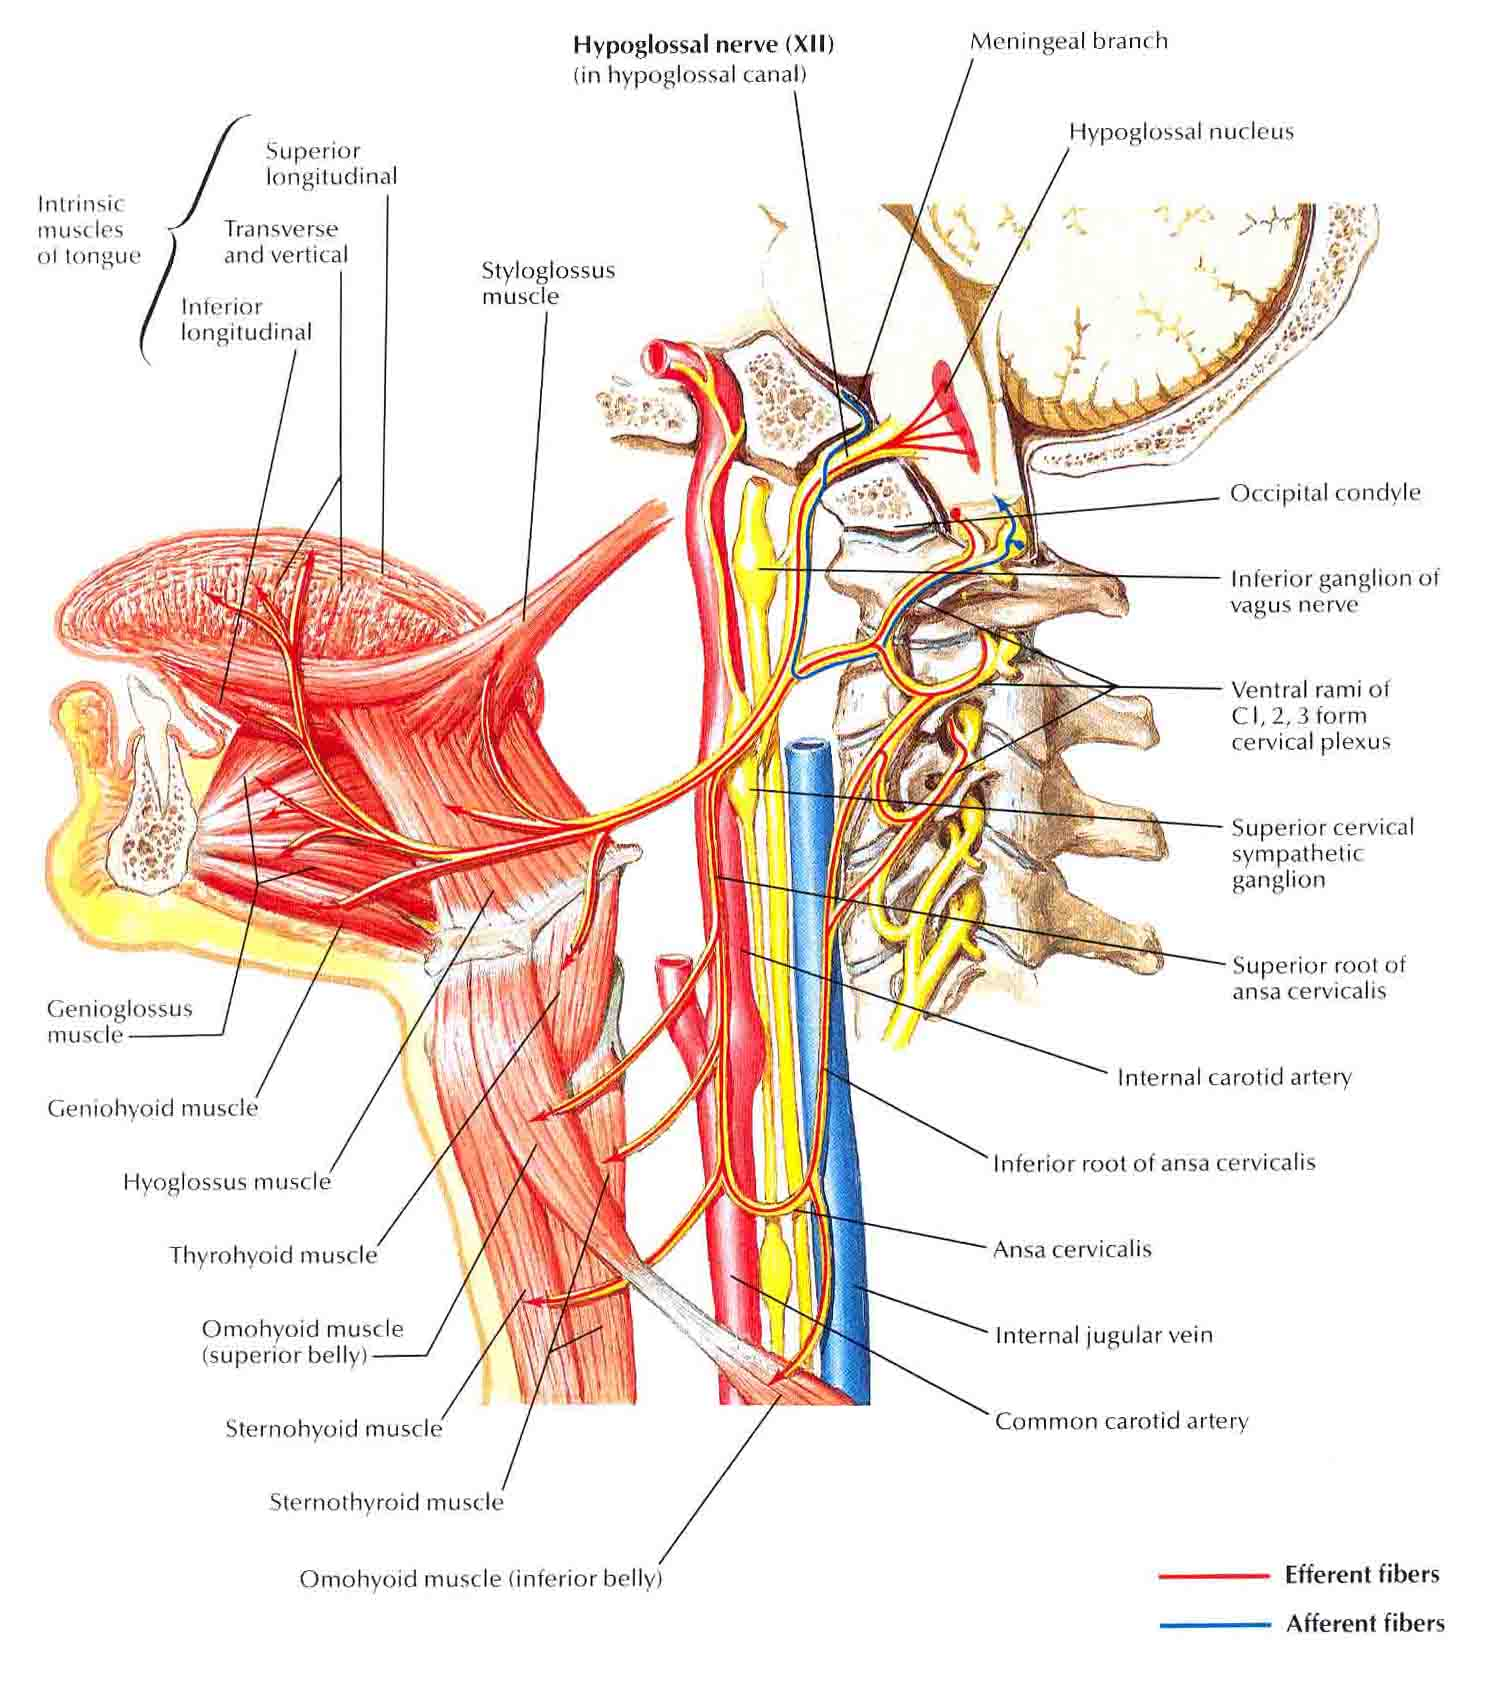 Hypoglossal nerve (XII)
(in hypoglossal canal)
Meningeal branch
Hypoglossal nucleus
Superior
longitudinal
Intrinsic
muscles
of tongue
Transverse
and vertical
Inferior
longitudinal
Styloglossus
muscle
Occipital condyle
Inferior ganglion of
vagus nerve
Ventral rami of
C1, 2, 3 form
cervical plexus
Superior cervical
sympathetic
ganglion
Superior root of
ansa cervicalis
Internal carotid artery
Inferior root of ansa cervicalis
Ansa cervicalis
Internal jugular vein
Common carotid artery
Genioglossus
muscle
Geniohyoid muscle
Hyoglossus muscle
Thyrohyoid muscle
Omohyoid muscle
(superior belly)
Sternohyoid muscle
Sternothyroid muscle
Omohyoid muscle (inferior belly)
Efferent fibers
Afferent fibers